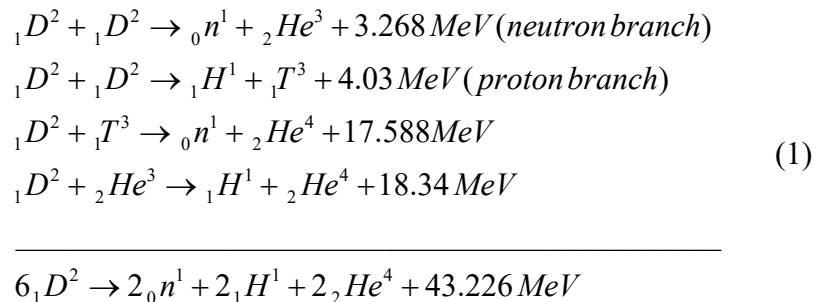 ₁D² + ₁D² → ₀n¹ + ₂He³ + 3.268 MeV (neutron branch)
₁D² + ₁D² → ₁H¹ + ₁T³ + 4.03 MeV (proton branch)
₁D² + ₁T³ → ₀n¹ + ₂He⁴ + 17.588 MeV
(1)
₁D² + ₂He³ → ₁H¹ + ₂He⁴ + 18.34 MeV
6 ₁D² → 2 ₀n¹ + 2 ₁H¹ + 2 ₂He⁴ + 43.226 MeV